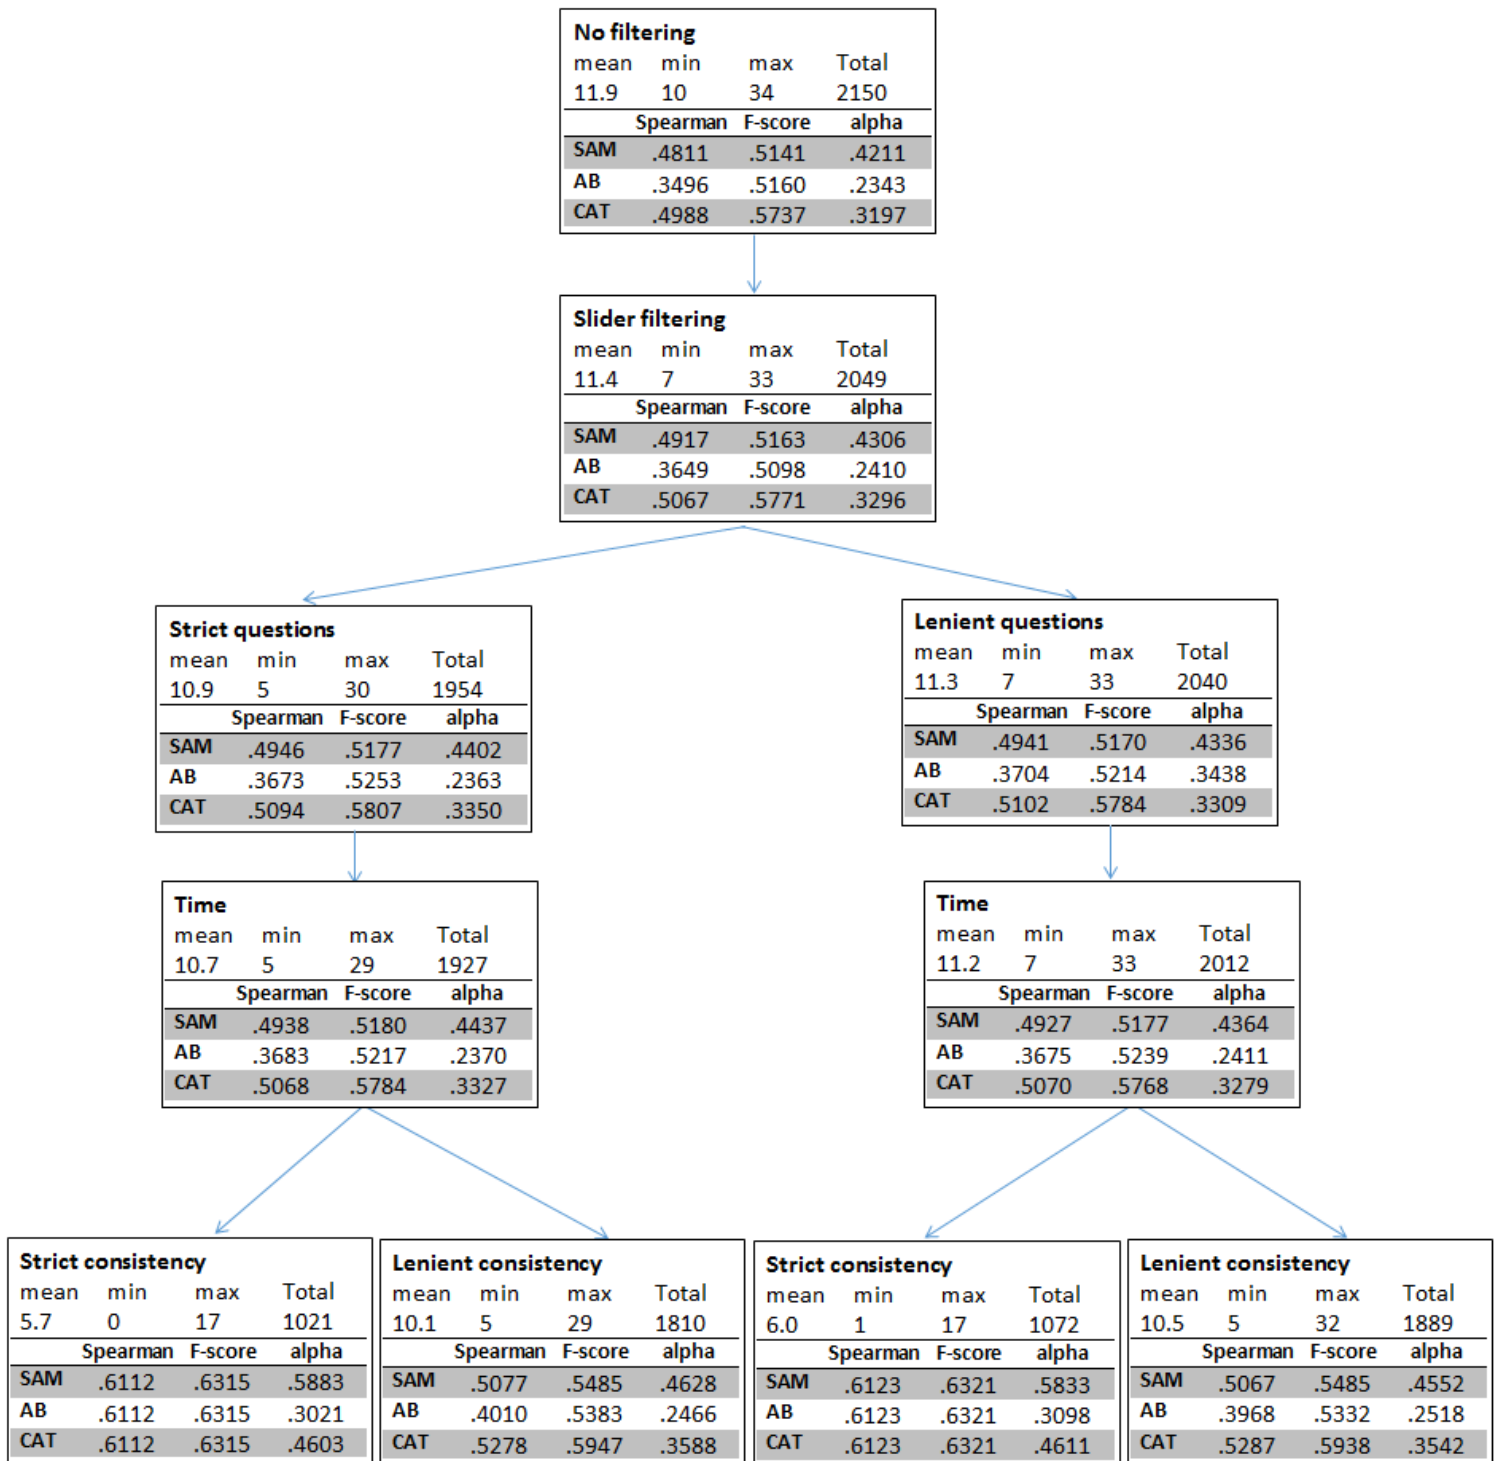 No filtering
mean min max Total
11.9 10 34 2150
Spearman F-score alpha
SAM .4811 .5141 .4211
AB .3496 .5160 .2343
CAT .4988 .5737 .3197
Slider filtering
mean min max Total
11.4 7 33 2049
Spearman F-score alpha
SAM .4917 .5163 .4306
AB .3649 .5098 .2410
CAT .5067 .5771 .3296
Strict questions
mean min max Total
10.9 5 30 1954
Spearman F-score alpha
SAM .4946 .5177 .4402
AB .3673 .5253 .2363
CAT .5094 .5807 .3350
Lenient questions
mean min max Total
11.3 7 33 2040
Spearman F-score alpha
SAM .4941 .5170 .4336
AB .3704 .5214 .3438
CAT .5102 .5784 .3309
Time
mean min max Total
10.7 5 29 1927
Spearman F-score alpha
SAM .4938 .5180 .4437
AB .3683 .5217 .2370
CAT .5068 .5784 .3327
Time
mean min max Total
11.2 7 33 2012
Spearman F-score alpha
SAM .4927 .5177 .4364
AB .3675 .5239 .2411
CAT .5070 .5768 .3279
Strict consistency
mean min max Total
5.7 0 17 1021
Spearman F-score alpha
SAM .6112 .6315 .5883
AB .6112 .6315 .3021
CAT .6112 .6315 .4603
Lenient consistency
mean min max Total
10.1 5 29 1810
Spearman F-score alpha
SAM .5077 .5485 .4628
AB .4010 .5383 .2466
CAT .5278 .5947 .3588
Strict consistency
mean min max Total
6.0 1 17 1072
Spearman F-score alpha
SAM .6123 .6321 .5833
AB .6123 .6321 .3098
CAT .6123 .6321 .4611
Lenient consistency
mean min max Total
10.5 5 32 1889
Spearman F-score alpha
SAM .5067 .5485 .4552
AB .3968 .5332 .2518
CAT .5287 .5938 .3542